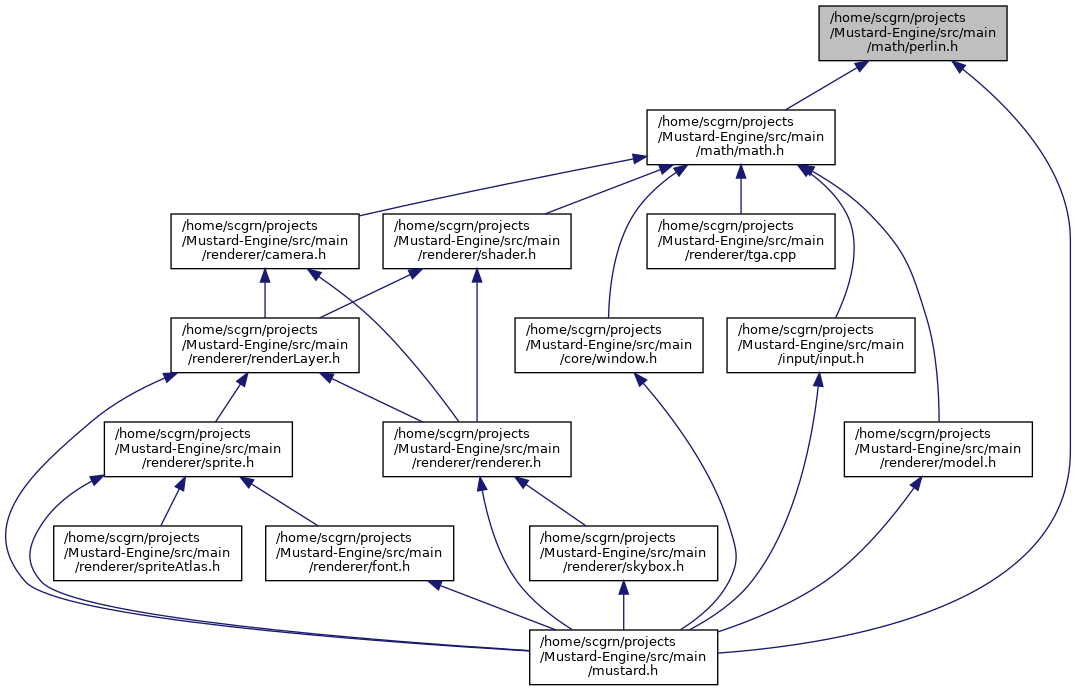 /home/scgrn/projects
/Mustard-Engine/src/main
/math/perlin.h
/home/scgrn/projects
/Mustard-Engine/src/main
/math/math.h
/home/scgrn/projects
/Mustard-Engine/src/main
/renderer/camera.h
/home/scgrn/projects
/Mustard-Engine/src/main
/renderer/shader.h
/home/scgrn/projects
/Mustard-Engine/src/main
/renderer/tga.cpp
/home/scgrn/projects
/Mustard-Engine/src/main
/renderer/renderLayer.h
/home/scgrn/projects
/Mustard-Engine/src/main
/core/window.h
/home/scgrn/projects
/Mustard-Engine/src/main
/input/input.h
/home/scgrn/projects
/Mustard-Engine/src/main
/renderer/sprite.h
/home/scgrn/projects
/Mustard-Engine/src/main
/renderer/renderer.h
/home/scgrn/projects
/Mustard-Engine/src/main
/renderer/model.h
/home/scgrn/projects
/Mustard-Engine/src/main
/renderer/spriteAtlas.h
/home/scgrn/projects
/Mustard-Engine/src/main
/renderer/font.h
/home/scgrn/projects
/Mustard-Engine/src/main
/renderer/skybox.h
/home/scgrn/projects
/Mustard-Engine/src/main
/mustard.h